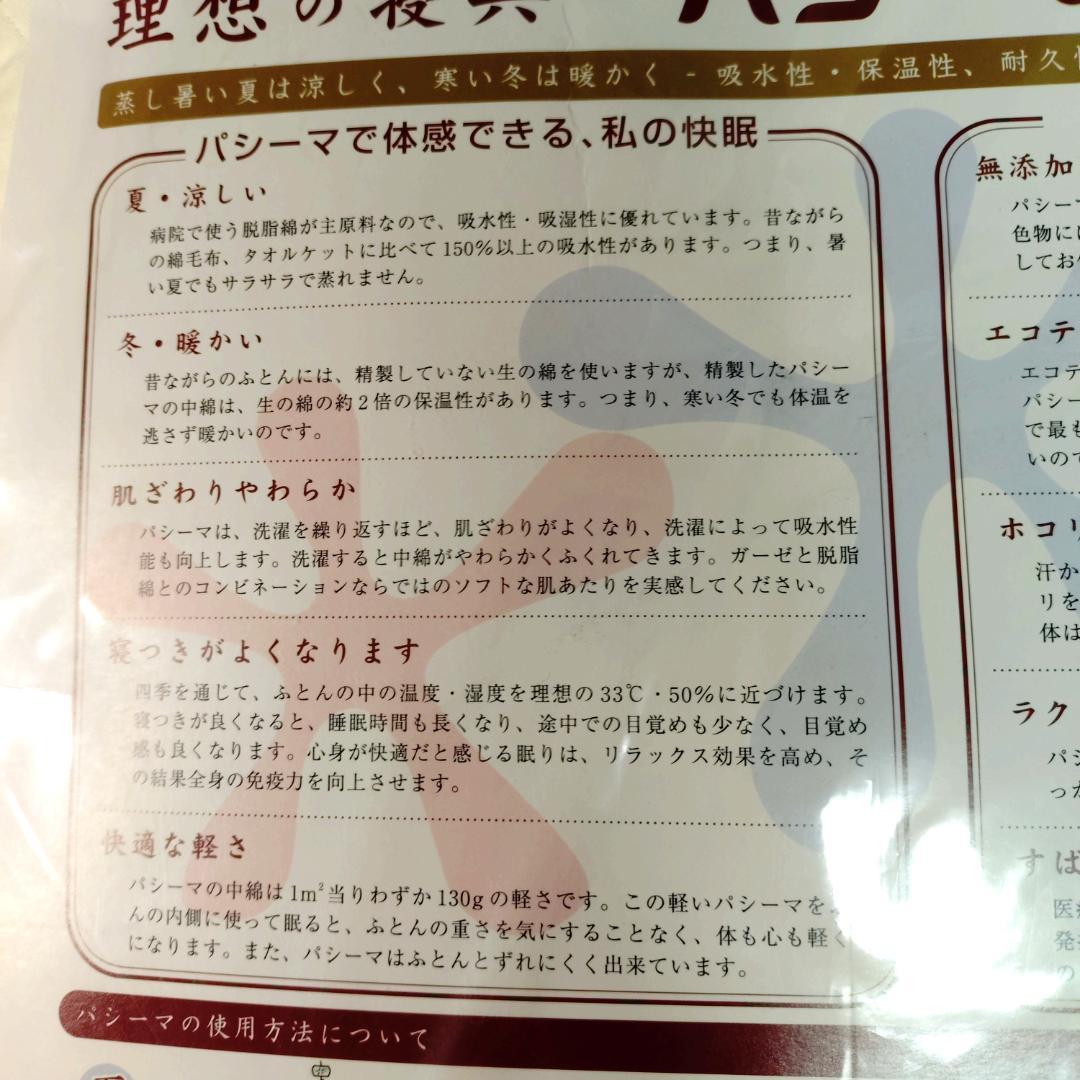 理想の寝具 パシ
蒸し暑い夏は涼しく、寒い冬は暖かく - 吸水性・保温性、耐久性
パシーマで体感できる、私の快眠
夏・涼しい
病院で使う脱脂綿が主原料なので、吸水性・吸湿性に優れています。昔ながら
の綿毛布、タオルケットに比べて150%以上の吸水性があります。つまり、暑
い夏でもサラサラで蒸れません。
冬・暖かい
昔ながらのふとんには、精製していない生の綿を使いますが、精製したパシー
マの中綿は、生の綿の約2倍の保温性があります。つまり、寒い冬でも体温を
逃さず暖かいのです。
肌ざわりやわらか
パシーマは、洗濯を繰り返すほど、肌ざわりがよくなり、洗濯によって吸水性
能も向上します。洗濯すると中綿がやわらかくふくれてきます。ガーゼと脱脂
綿とのコンビネーションならではのソフトな肌あたりを実感してください。
寝つきがよくなります
四季を通じて、ふとんの中の温度・湿度を理想の33℃・50%に近づけます。
寝つきが良くなると、睡眠時間も長くなり、途中での目覚めも少なく、目覚め
感も良くなります。心身が快適だと感じる眠りは、リラックス効果を高め、そ
の結果全身の免疫力を向上させます。
快適な軽さ
パシーマの中綿は1m²当りわずか130gの軽さです。この軽いパシーマを
んの内側に使って眠ると、ふとんの重さを気にすることなく、体も心も軽く
になります。また、パシーマはふとんとずれにくく出来ています。
無添加
パシー
色物に
してお
エコテ
エコテ
パシー
で最も
いので
ホコリ
汗か
リを
体は
ラク
パシ
っか
すば
医
発
の
パシーマの使用方法について